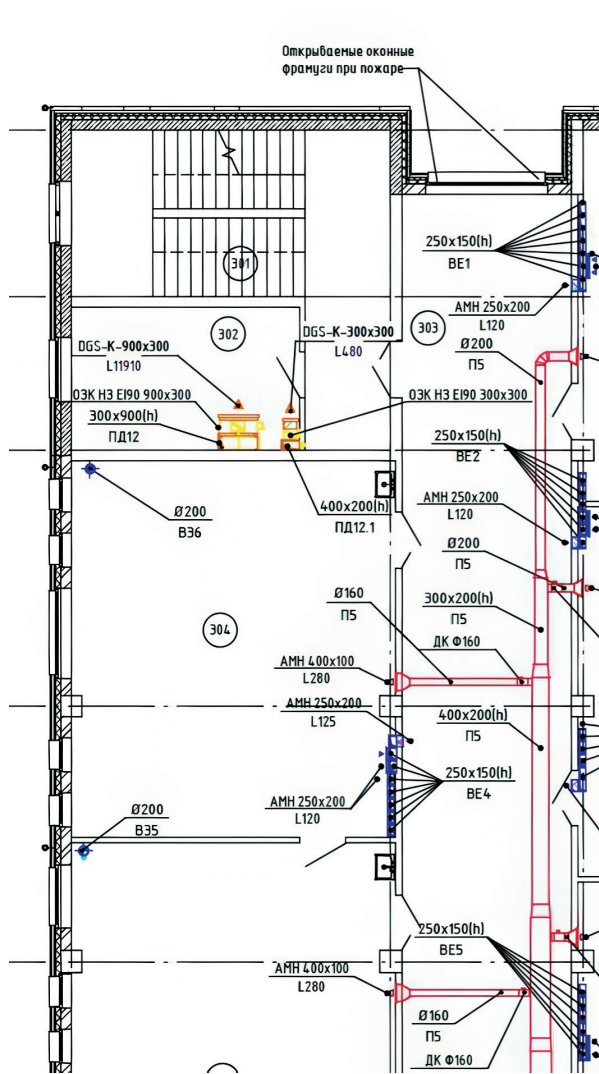 Открываемые оконные
фрамуги при пожаре
250x150(h)
ВЕ1
301
АМН 250x200
L120
302
303
DGS-K-900x300
L11910
DGS-K-300x300
L480
Ø200
П5
ОЗК НЗ EI90 900x300
ОЗК НЗ EI90 300x300
300x900(h)
ПД12
250x150(h)
ВЕ2
400x200(h)
ПД12.1
АМН 250x200
L120
Ø200
В36
Ø200
П5
Ø160
П5
300x200(h)
П5
304
ДК Ф160
АМН 400x100
L280
АМН 250x200
L125
400x200(h)
П5
250x150(h)
ВЕ4
АМН 250x200
L120
Ø200
В35
250x150(h)
ВЕ5
АМН 400x100
L280
Ø160
П5
ДК Ф160